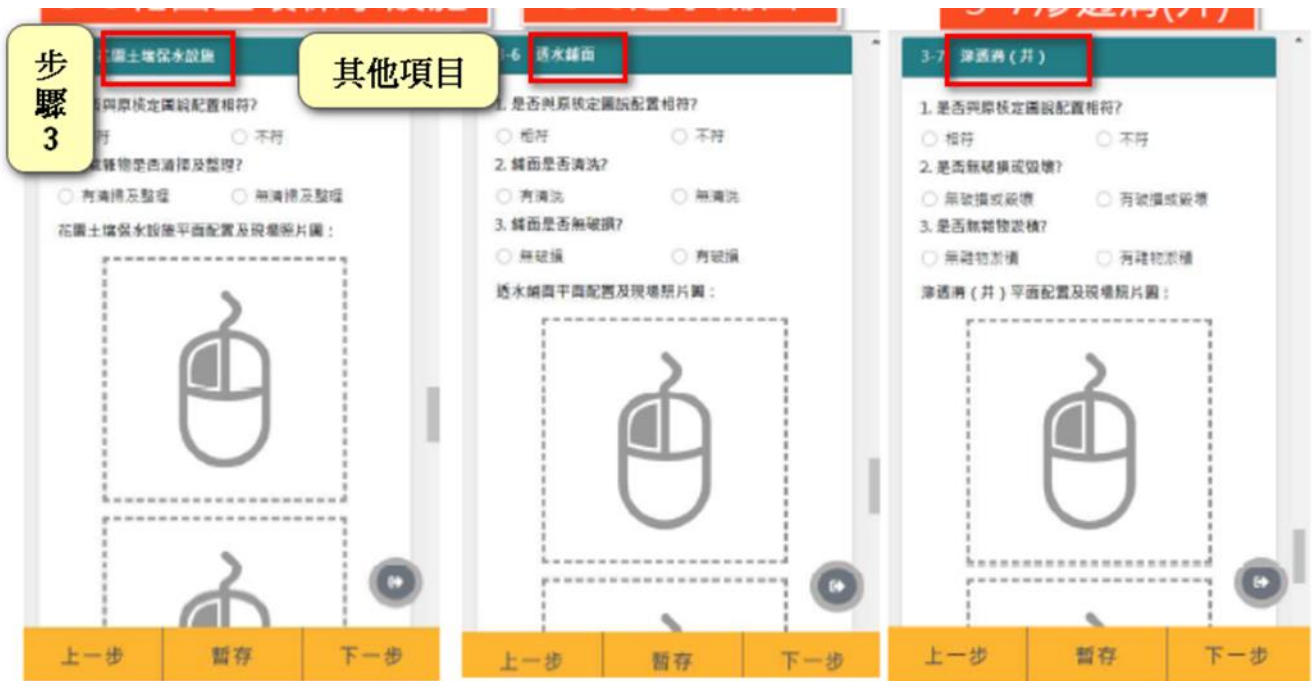 步驟3
其他項目
花園土壤保水設施
否與原核定圖說配置相符?
符 不符
雜物是否清掃及整理?
有清掃及整理 無清掃及整理
花園土壤保水設施平面配置及現場照片圖：
上一步 暫存 下一步
-6 透水鋪面
1. 是否與原核定圖說配置相符?
相符 不符
2. 鋪面是否清洗?
有清洗 無清洗
3. 鋪面是否無破損?
無破損 有破損
透水鋪面平面配置及現場照片圖：
上一步 暫存 下一步
3-7 滲透溝 ( 井 )
1. 是否與原核定圖說配置相符?
相符 不符
2. 是否無破損或毀壞?
無破損或毀壞 有破損或毀壞
3. 是否無雜物淤積?
無雜物淤積 有雜物淤積
滲透溝 ( 井 ) 平面配置及現場照片圖：
上一步 暫存 下一步